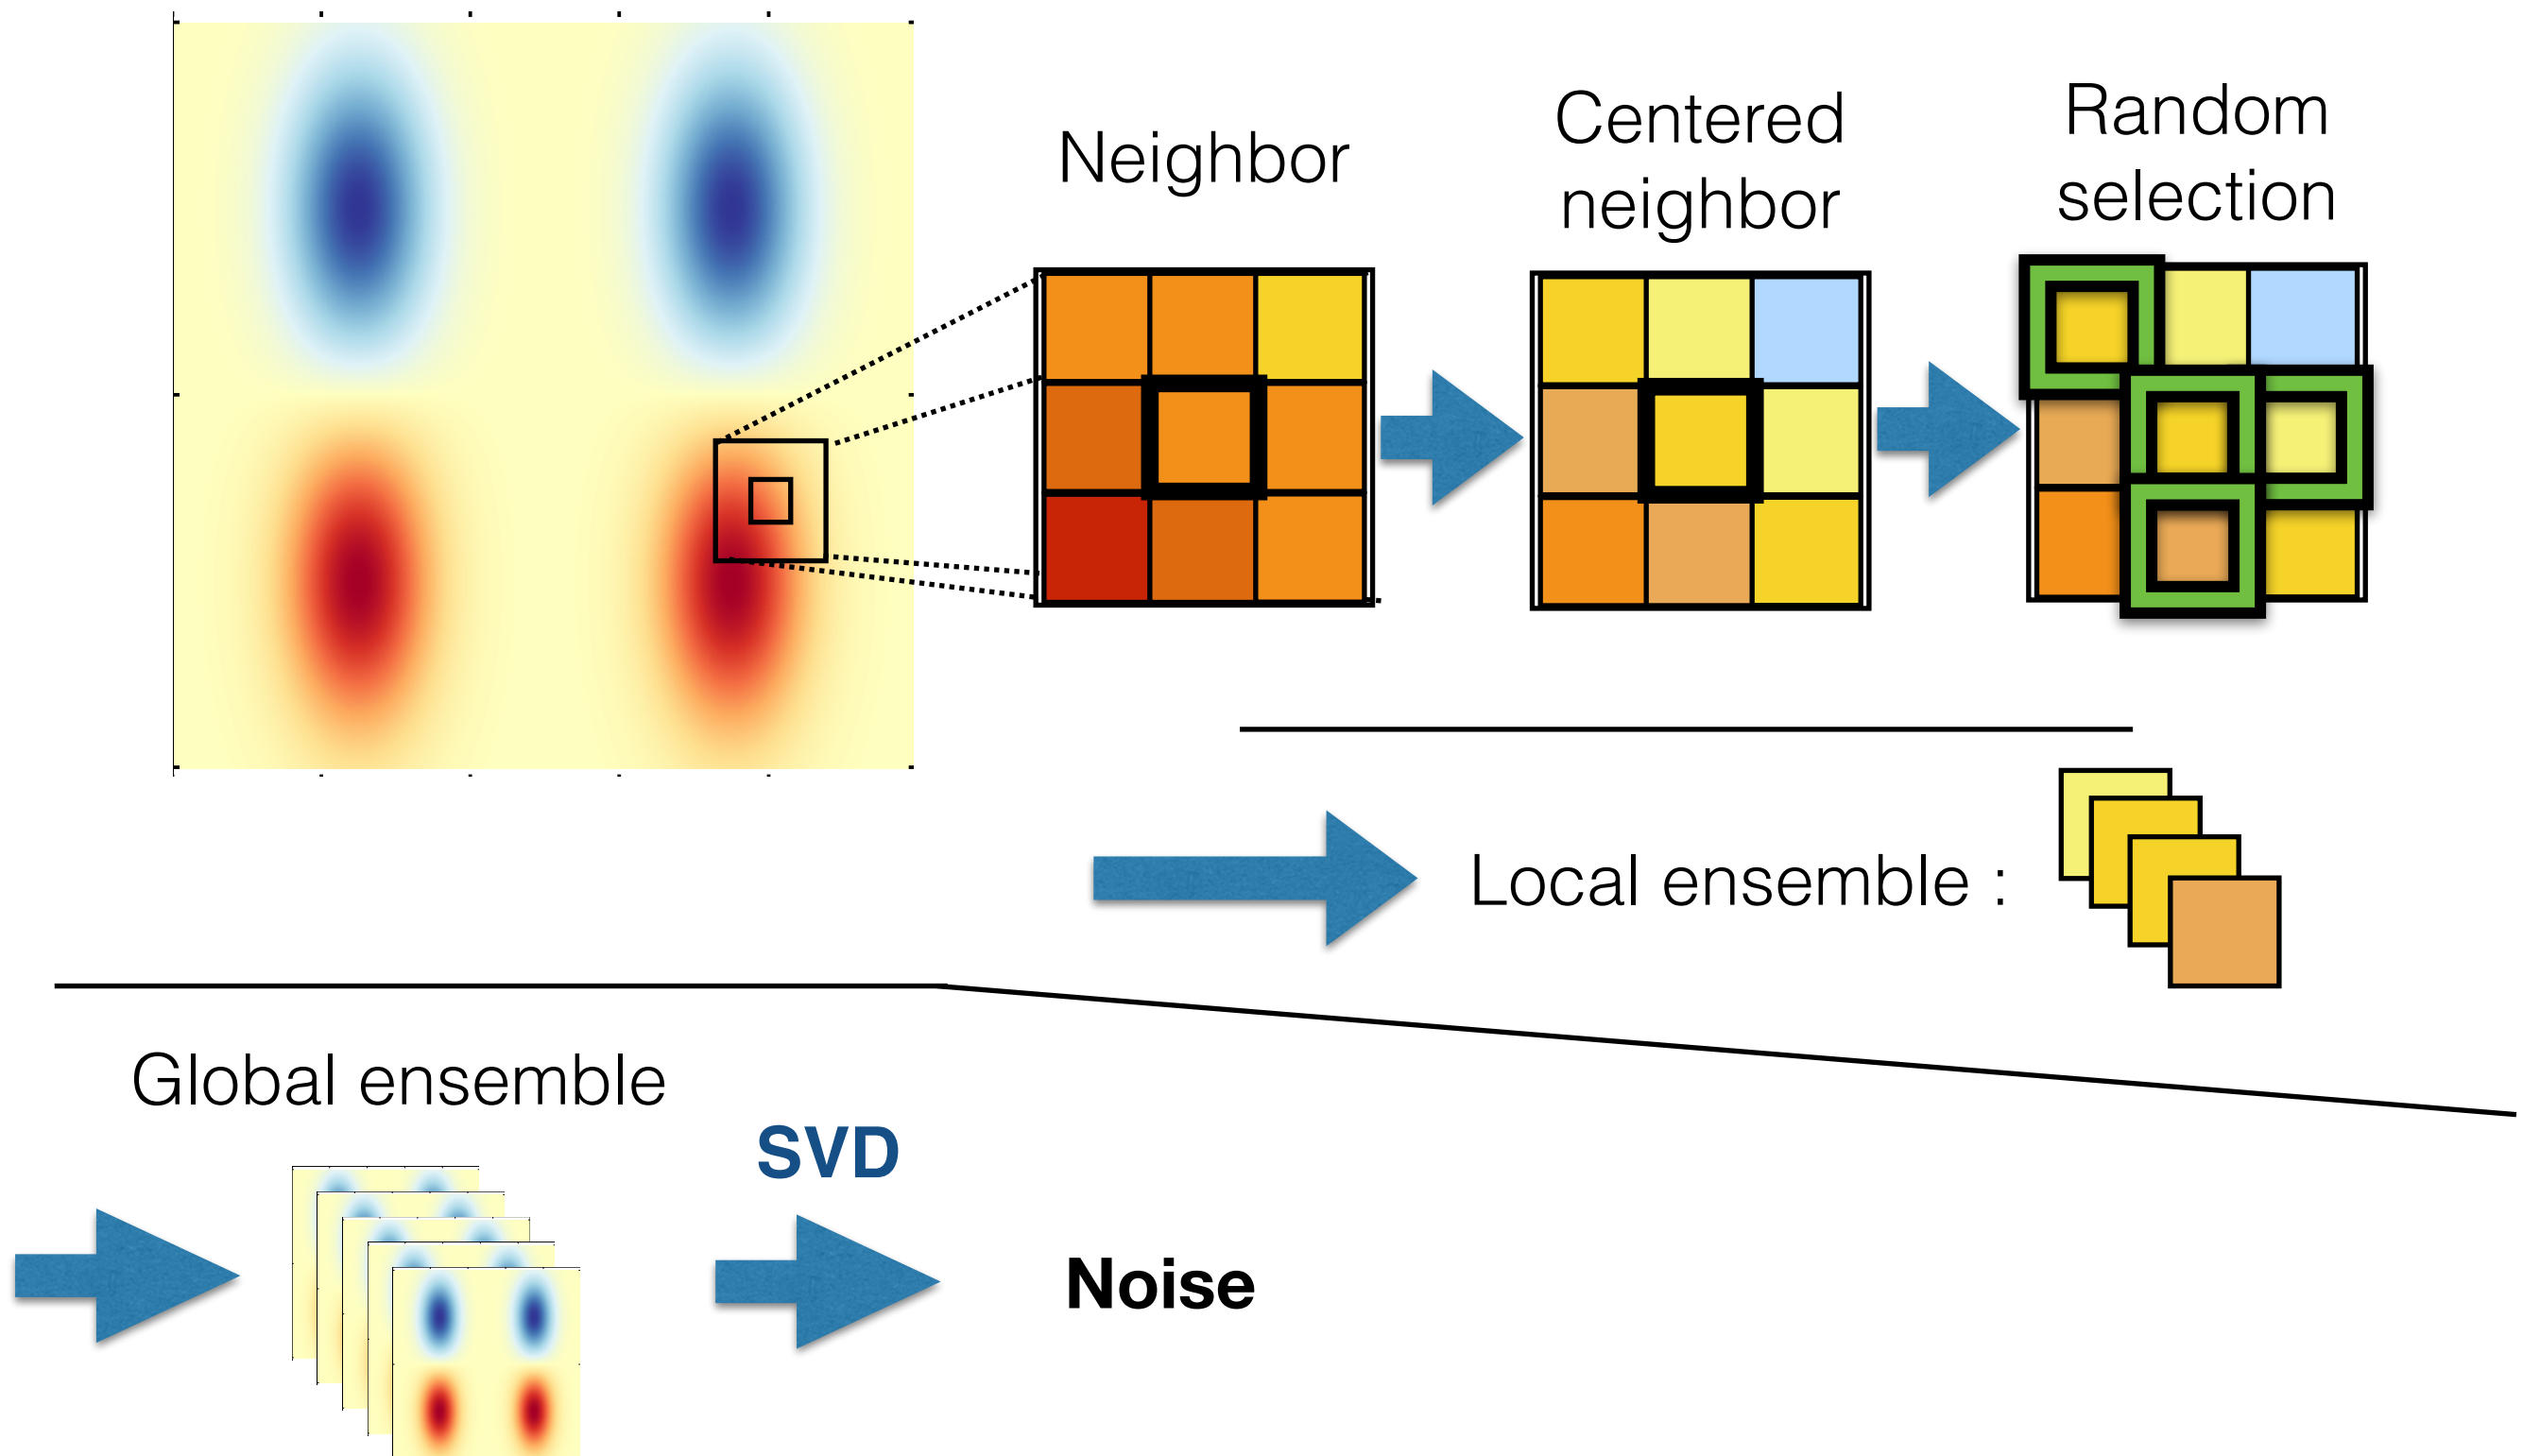 Neighbor
Centered
neighbor
Random
selection
Local ensemble :
Global ensemble
SVD
Noise